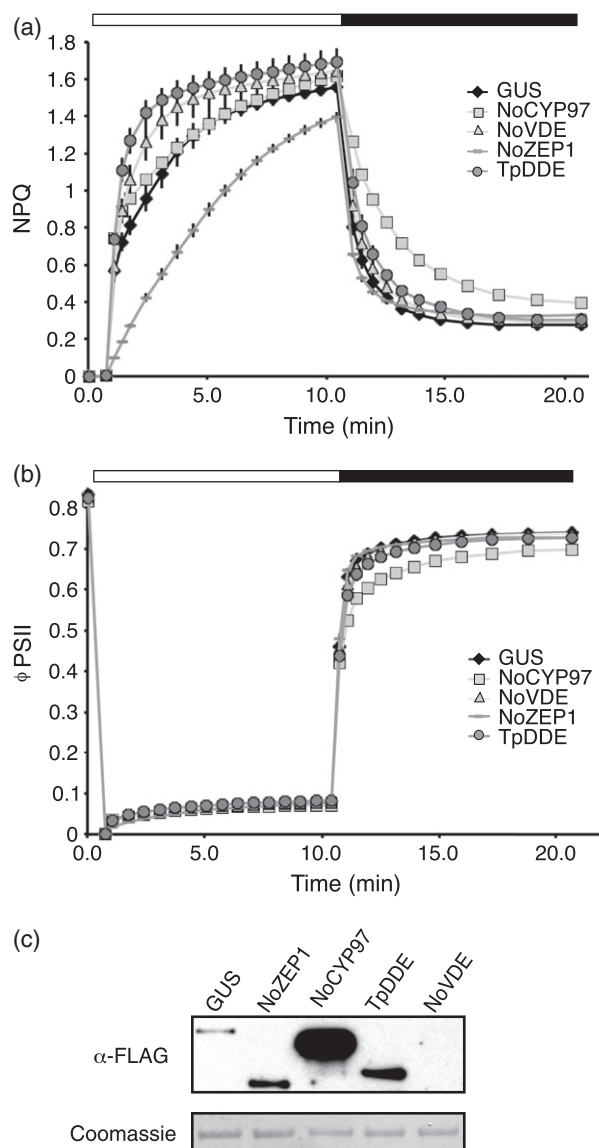 (a)
1.8
1.6
1.4
1.2
1
0.8
0.6
0.4
0.2
0
NPQ
GUS
NoCYP97
NoVDE
NoZEP1
TpDDE
0.0 5.0 10.0 15.0 20.0
Time (min)
(b)
0.8
0.7
0.6
0.5
0.4
0.3
0.2
0.1
0
ϕ PSII
GUS
NoCYP97
NoVDE
NoZEP1
TpDDE
0.0 5.0 10.0 15.0 20.0
Time (min)
(c)
GUS NoZEP1 NoCYP97 TpDDE NoVDE
α-FLAG
Coomassie